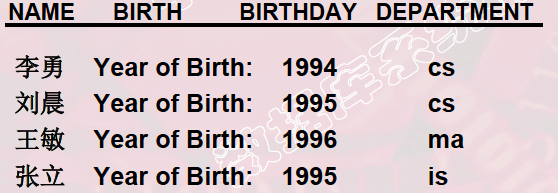 NAME BIRTH BIRTHDAY DEPARTMENT
李勇 Year of Birth: 1994 cs
刘晨 Year of Birth: 1995 cs
王敏 Year of Birth: 1996 ma
张立 Year of Birth: 1995 is